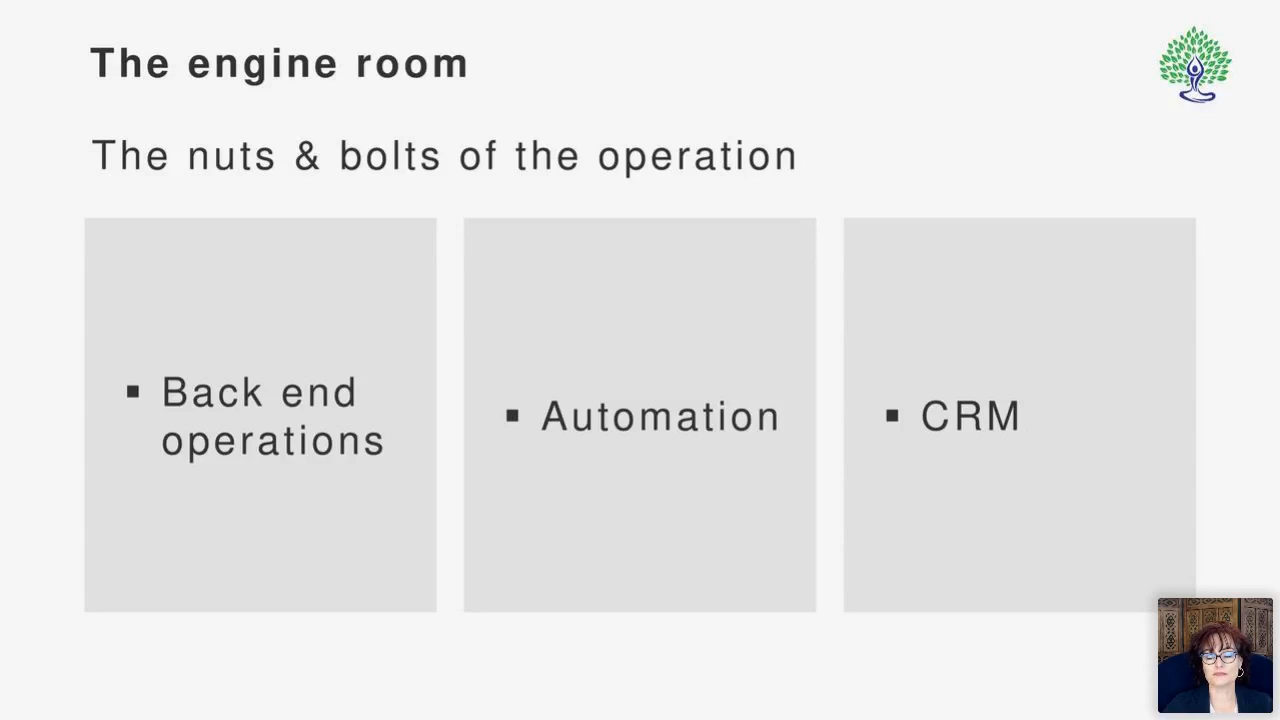 The engine room
The nuts & bolts of the operation
▪ Back end
operations
▪ Automation
▪ CRM